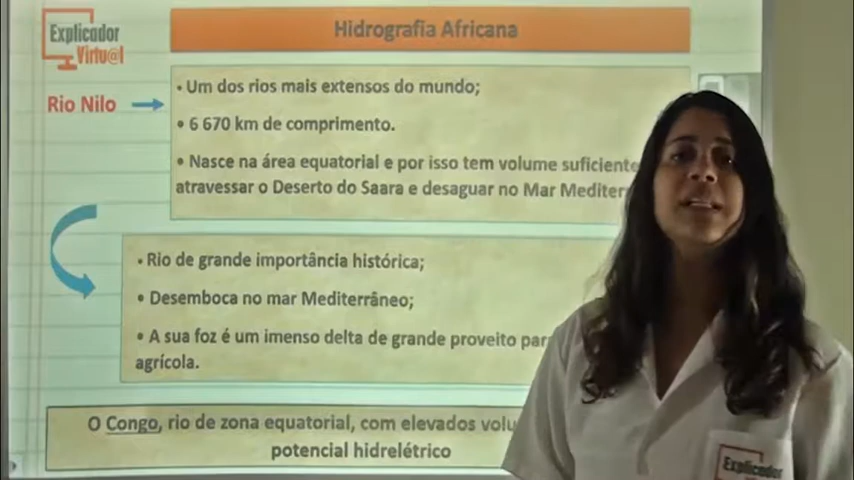 Explicador
Virtu@l
Hidrografia Africana
Rio Nilo
• Um dos rios mais extensos do mundo;
• 6 670 km de comprimento.
• Nasce na área equatorial e por isso tem volume suficiente
atravessar o Deserto do Saara e desaguar no Mar Mediterr
• Rio de grande importância histórica;
• Desemboca no mar Mediterrâneo;
• A sua foz é um imenso delta de grande proveito par
agrícola.
O Congo, rio de zona equatorial, com elevados volu
potencial hidrelétrico
Explicador